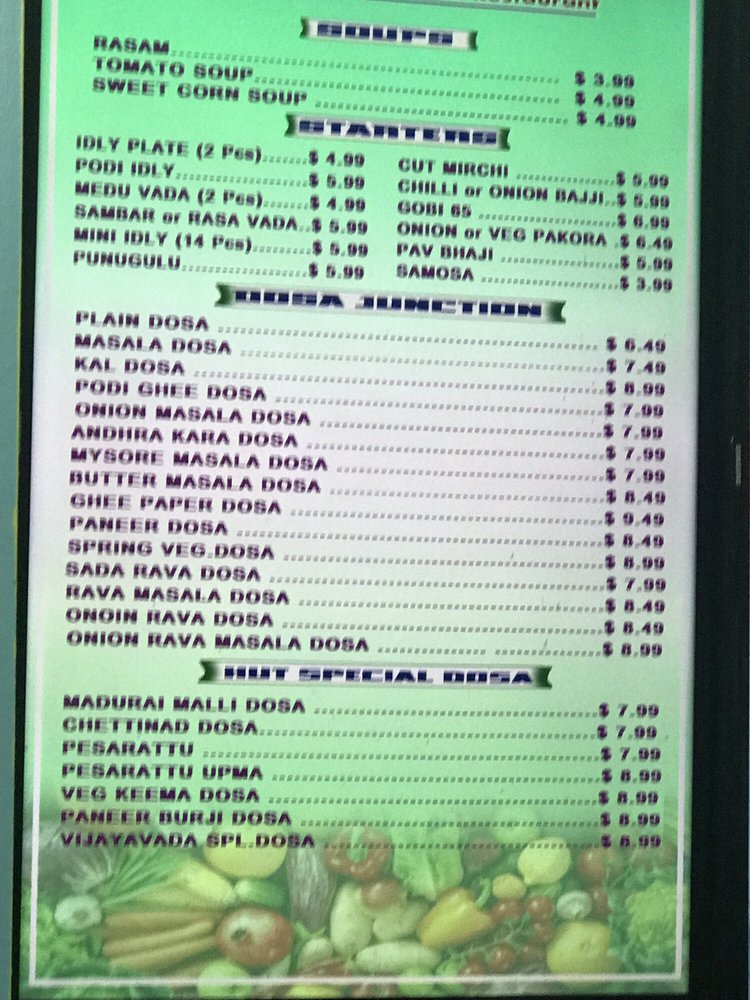 SOUPS
RASAM........ $ 3.99
TOMATO SOUP........ $ 4.99
SWEET CORN SOUP ........ $ 4.99
STARTERS
IDLY PLATE (2 Pcs)........$ 4.99
PODI IDLY........$ 5.99
MEDU VADA (2 Pcs)........$ 4.99
SAMBAR or RASA VADA..$ 5.99
MINI IDLY (14 Pcs)........$ 5.99
PUNUGULU........$ 5.99
CUT MIRCHI ........$ 5.99
CHILLI or ONION BAJJI..$ 5.99
GOBI 65 ........$ 6.99
ONION or VEG PAKORA .$ 6.49
PAV BHAJI ........$ 5.99
SAMOSA ........$ 3.99
DOSA JUNCTION
PLAIN DOSA ........ $ 6.49
MASALA DOSA ........ $ 7.49
KAL DOSA ........$ 6.99
PODI GHEE DOSA ........$ 7.99
ONION MASALA DOSA ........$ 7.99
ANDHRA KARA DOSA ........$ 7.99
MYSORE MASALA DOSA ........$ 7.99
BUTTER MASALA DOSA ........$ 8.49
GHEE PAPER DOSA ........$ 9.49
PANEER DOSA ........$ 8.49
SPRING VEG.DOSA ........$ 8.99
SADA RAVA DOSA ........$ 7.99
RAVA MASALA DOSA ........$ 8.49
ONOIN RAVA DOSA ........$ 8.49
ONION RAVA MASALA DOSA ........$ 8.99
HUT SPECIAL DOSA
MADURAI MALLI DOSA ........$ 7.99
CHETTINAD DOSA........$ 7.99
PESARATTU ........$ 7.99
PESARATTU UPMA ........$ 8.99
VEG KEEMA DOSA ........$ 8.99
PANEER BURJI DOSA ........$ 8.99
VIJAYAVADA SPL.DOSA ........$ 8.99